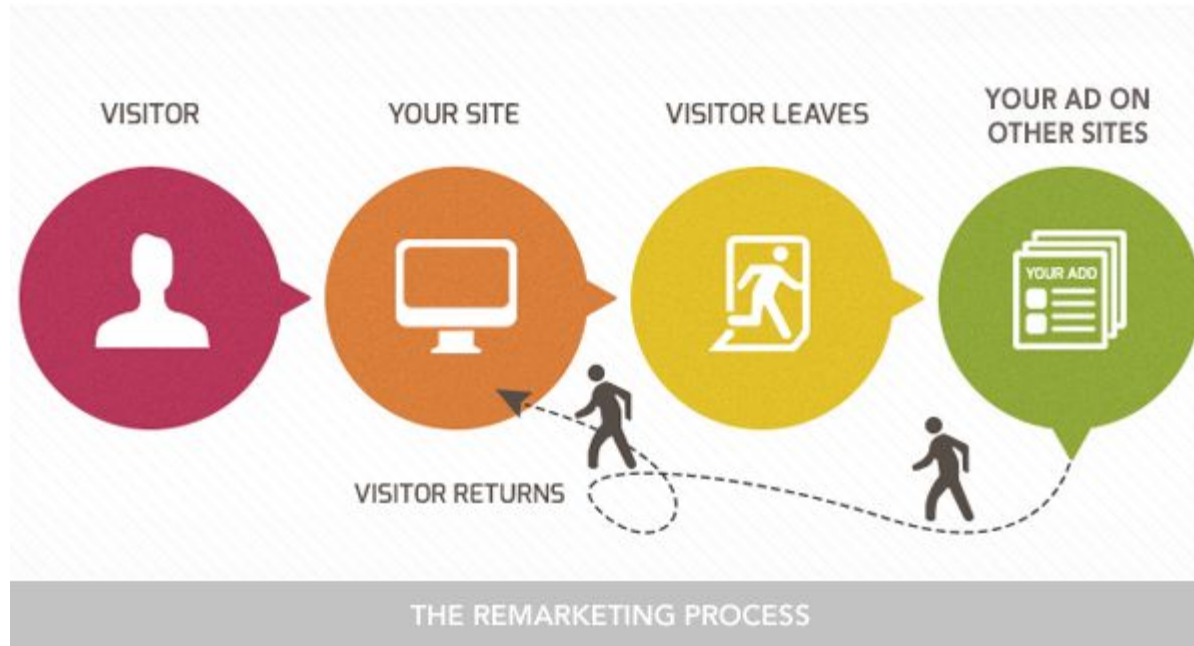 VISITOR
YOUR SITE
VISITOR LEAVES
YOUR AD ON
OTHER SITES
YOUR ADD
VISITOR RETURNS
THE REMARKETING PROCESS